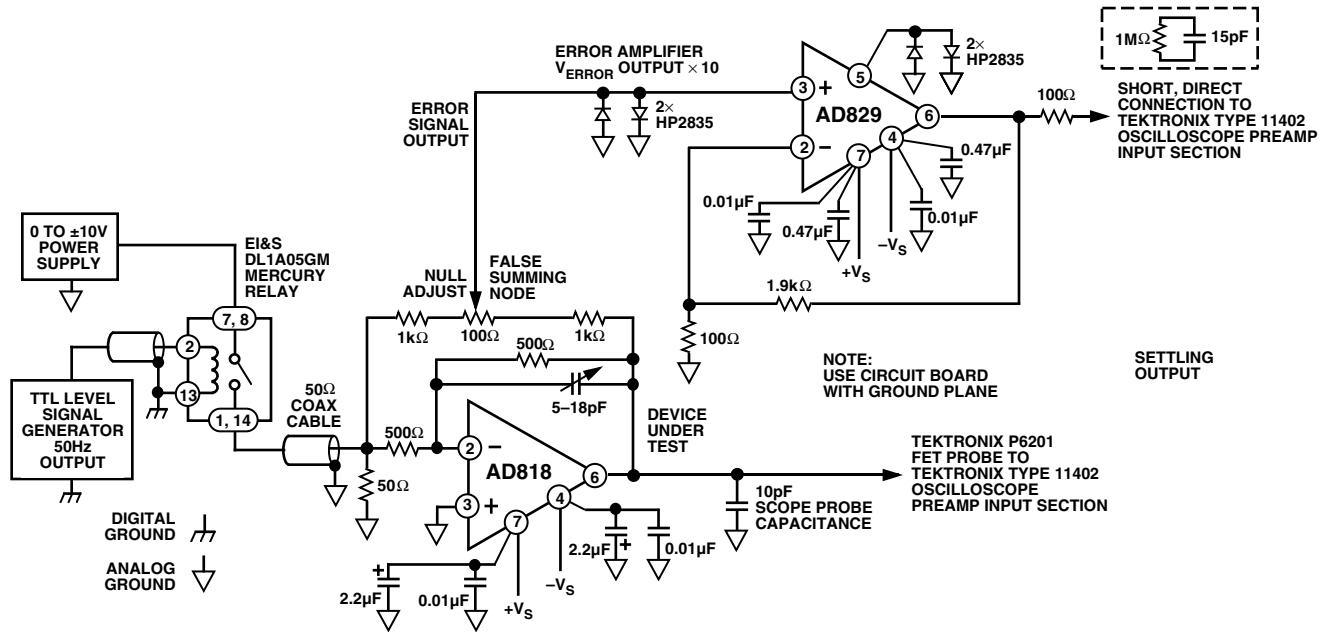 1MΩ
15pF
ERROR AMPLIFIER
VERROR OUTPUT × 10
2×
HP2835
5
3
+
AD829
6
100Ω
SHORT, DIRECT
CONNECTION TO
TEKTRONIX TYPE 11402
OSCILLOSCOPE PREAMP
INPUT SECTION
ERROR
SIGNAL
OUTPUT
2×
HP2835
2
–
7
4
0.47µF
0.01µF
0.47µF
0.01µF
–VS
+VS
0 TO ±10V
POWER
SUPPLY
EI&S
DL1A05GM
MERCURY
RELAY
NULL
ADJUST
FALSE
SUMMING
NODE
1.9kΩ
7, 8
2
13
1, 14
1kΩ
100Ω
1kΩ
100Ω
500Ω
5–18pF
NOTE:
USE CIRCUIT BOARD
WITH GROUND PLANE
SETTLING
OUTPUT
TTL LEVEL
SIGNAL
GENERATOR
50Hz
OUTPUT
50Ω
COAX
CABLE
500Ω
50Ω
DEVICE
UNDER
TEST
2
–
AD818
6
3
+
7
4
10pF
SCOPE PROBE
CAPACITANCE
TEKTRONIX P6201
FET PROBE TO
TEKTRONIX TYPE 11402
OSCILLOSCOPE
PREAMP INPUT SECTION
DIGITAL
GROUND
ANALOG
GROUND
2.2µF
+
0.01µF
–VS
+
2.2µF
0.01µF
+VS